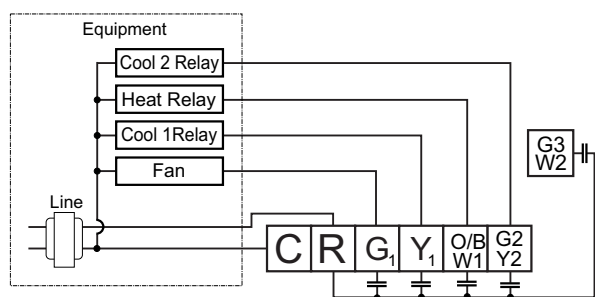 Equipment
Cool 2 Relay
Heat Relay
Cool 1Relay
Fan
Line
G3
W2
C
R
G1
Y1
O/B
W1
G2
Y2